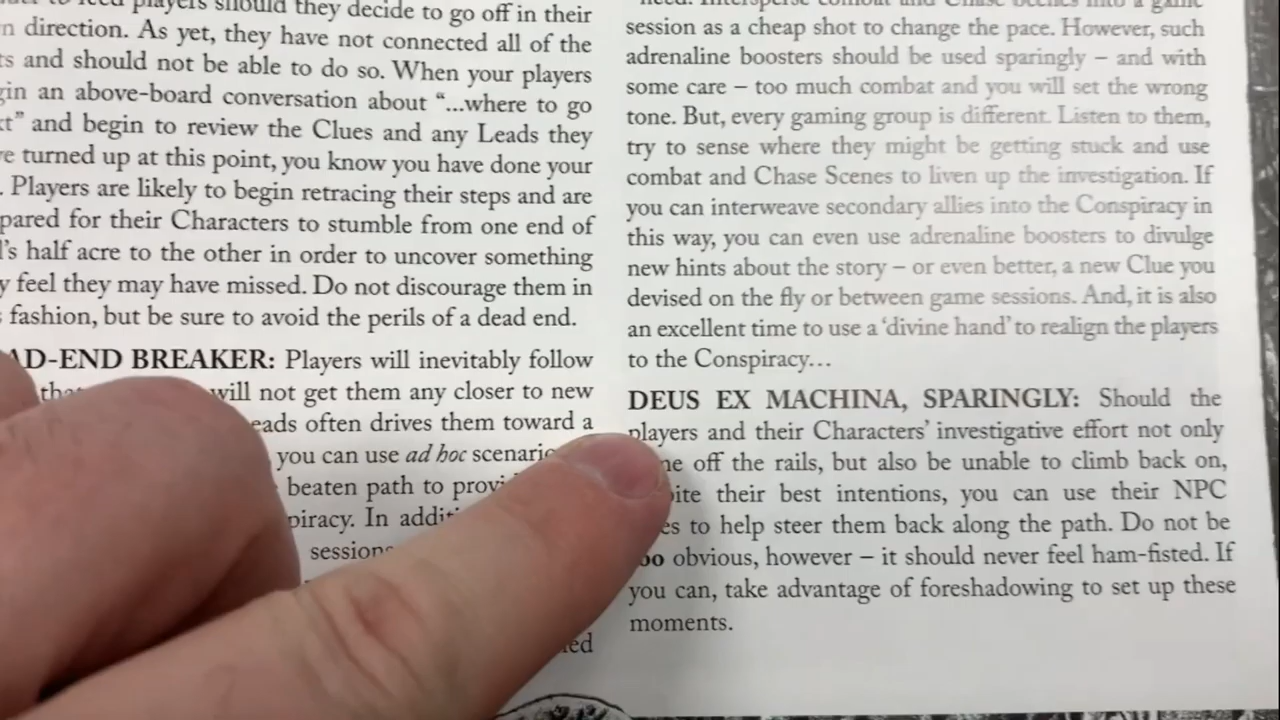 players should they decide to go off in their
direction. As yet, they have not connected all of the
and should not be able to do so. When your players
an above-board conversation about “...where to go
and begin to review the Clues and any Leads they
turned up at this point, you know you have done your
. Players are likely to begin retracing their steps and are
for their Characters to stumble from one end of
half acre to the other in order to uncover something
feel they may have missed. Do not discourage them in
fashion, but be sure to avoid the perils of a dead end.
AD-END BREAKER: Players will inevitably follow
will not get them any closer to new
eads often drives them toward a
you can use ad hoc
beaten path to
In
session as a cheap shot to change the pace. However, such
adrenaline boosters should be used sparingly – and with
some care – too much combat and you will set the wrong
tone. But, every gaming group is different. Listen to them,
try to sense where they might be getting stuck and use
combat and Chase Scenes to liven up the investigation. If
you can interweave secondary allies into the Conspiracy in
this way, you can even use adrenaline boosters to divulge
new hints about the story – or even better, a new Clue you
devised on the fly or between game sessions. And, it is also
an excellent time to use a ‘divine hand’ to realign the players
to the Conspiracy...
DEUS EX MACHINA, SPARINGLY: Should the
players and their Characters’ investigative effort not only
off the rails, but also be unable to climb back on,
their best intentions, you can use their NPC
to help steer them back along the path. Do not be
obvious, however – it should never feel ham-fisted. If
you can, take advantage of foreshadowing to set up these
moments.